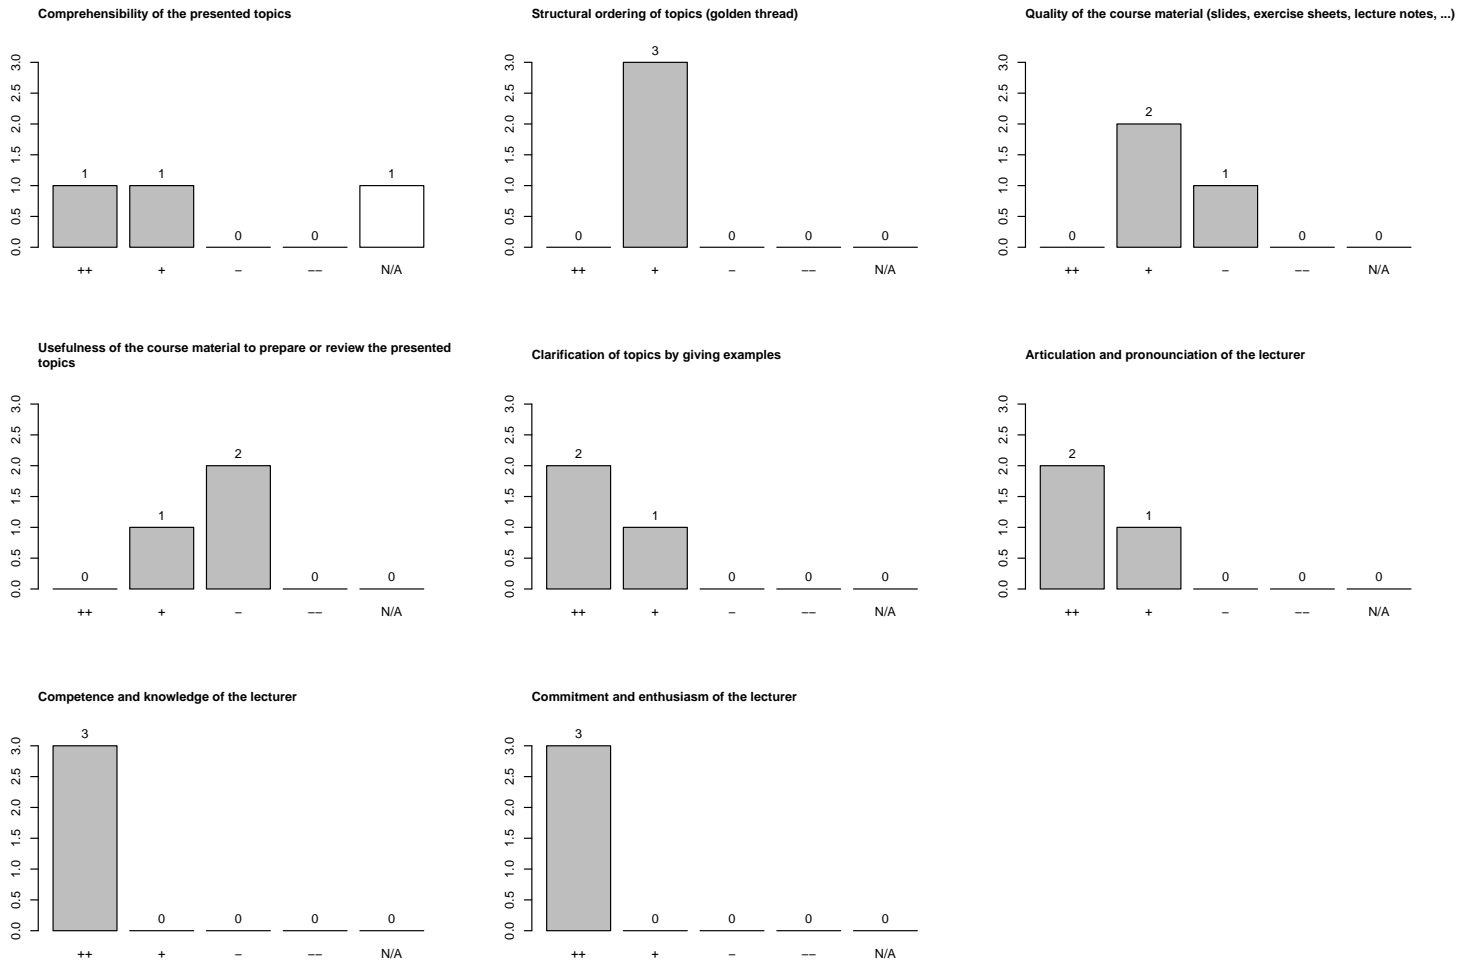 Comprehensibility of the presented topics
3.0
2.5
2.0
1.5
1.0
0.5
0.0
1 1 0 0 1
++ + – –– N/A
Structural ordering of topics (golden thread)
3.0
2.5
2.0
1.5
1.0
0.5
0.0
0 3 0 0 0
++ + – –– N/A
Quality of the course material (slides, exercise sheets, lecture notes, ...)
3.0
2.5
2.0
1.5
1.0
0.5
0.0
0 2 1 0 0
++ + – –– N/A
Usefulness of the course material to prepare or review the presented
topics
3.0
2.5
2.0
1.5
1.0
0.5
0.0
0 1 2 0 0
++ + – –– N/A
Clarification of topics by giving examples
3.0
2.5
2.0
1.5
1.0
0.5
0.0
2 1 0 0 0
++ + – –– N/A
Articulation and pronounciation of the lecturer
3.0
2.5
2.0
1.5
1.0
0.5
0.0
2 1 0 0 0
++ + – –– N/A
Competence and knowledge of the lecturer
3.0
2.5
2.0
1.5
1.0
0.5
0.0
3 0 0 0 0
++ + – –– N/A
Commitment and enthusiasm of the lecturer
3.0
2.5
2.0
1.5
1.0
0.5
0.0
3 0 0 0 0
++ + – –– N/A